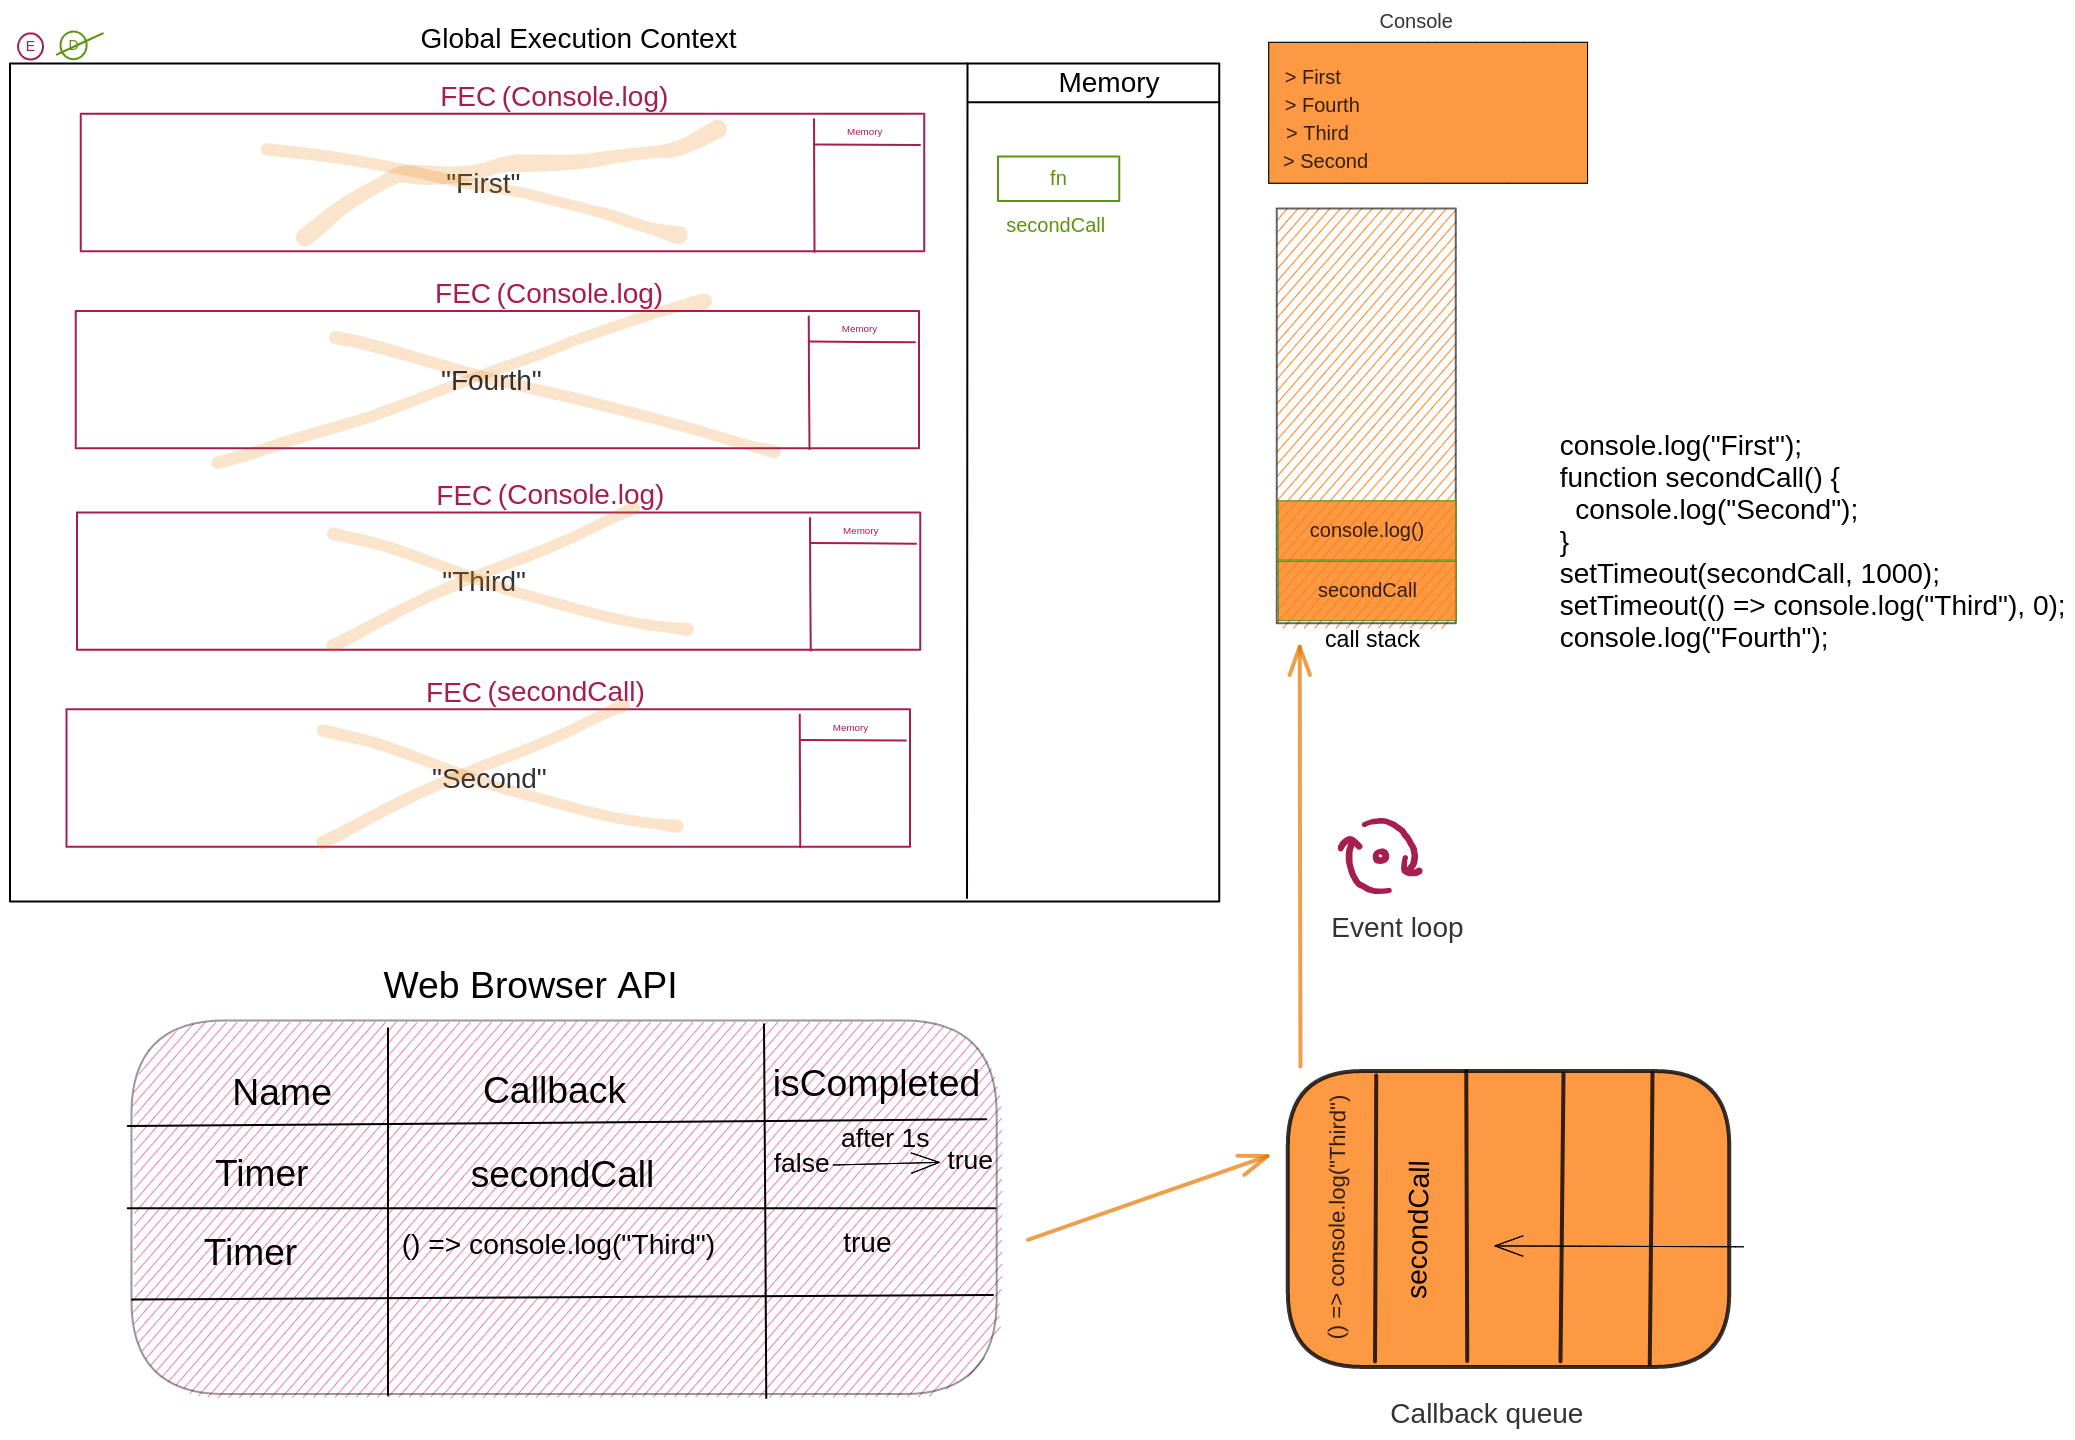 E
D
Global Execution Context
Memory
FEC (Console.log)
Memory
"First"
FEC (Console.log)
Memory
"Fourth"
FEC (Console.log)
Memory
"Third"
FEC (secondCall)
Memory
"Second"
fn
secondCall
Console
> First
> Fourth
> Third
> Second
console.log()
secondCall
call stack
console.log("First");
function secondCall() {
  console.log("Second");
}
setTimeout(secondCall, 1000);
setTimeout(() => console.log("Third"), 0);
console.log("Fourth");
Event loop
Web Browser API
Name Callback isCompleted
Timer secondCall false after 1s true
Timer () => console.log("Third") true
() => console.log("Third")
secondCall
Callback queue